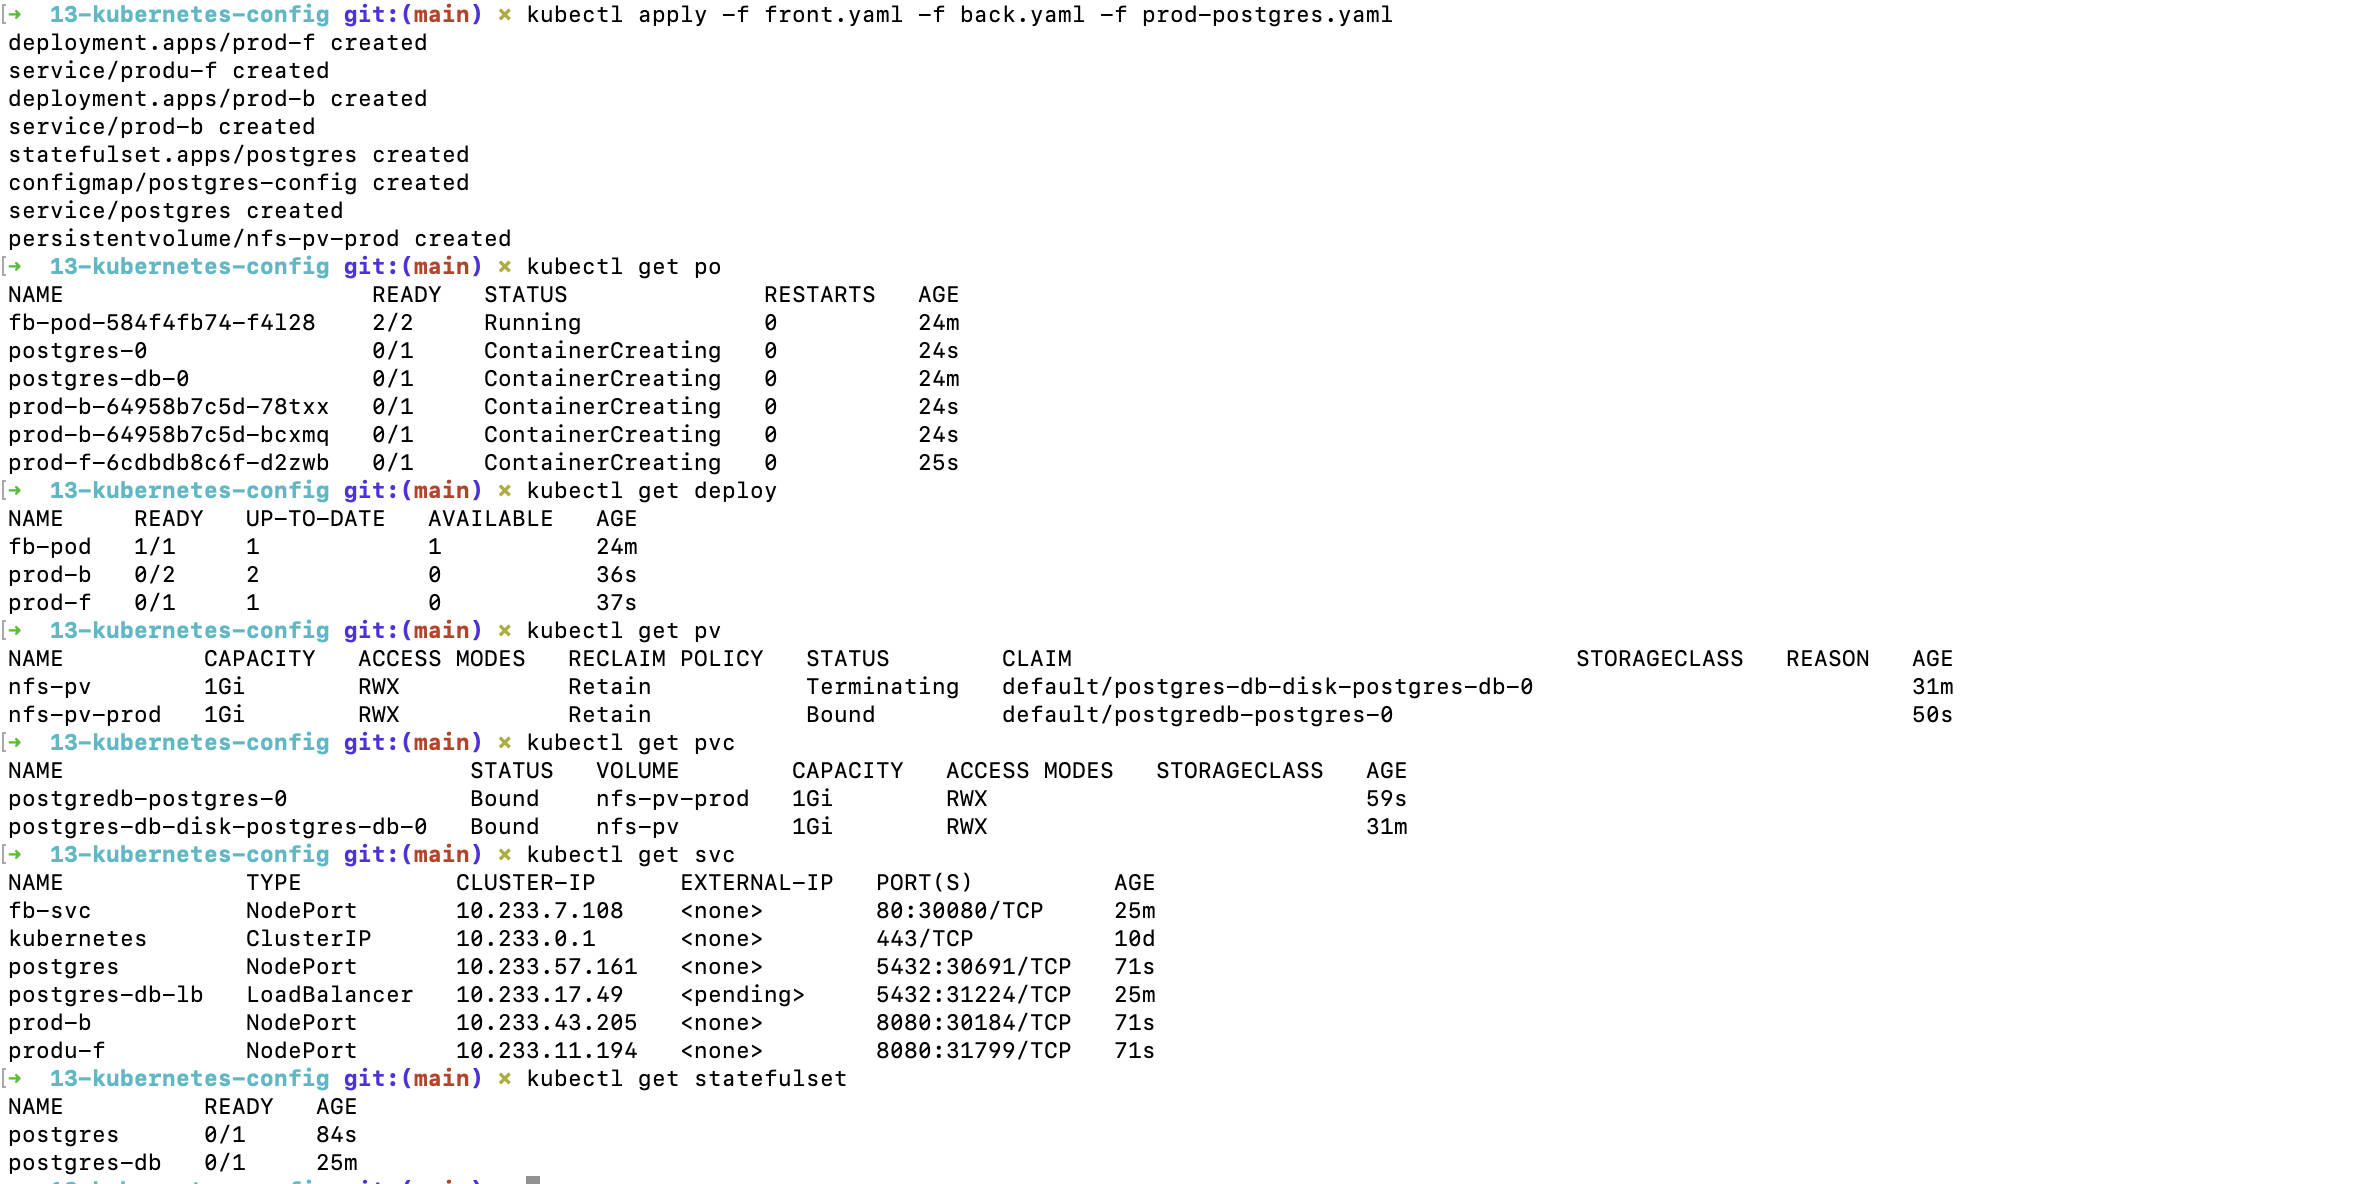 [➜  13-kubernetes-config git:(main) ✗ kubectl apply -f front.yaml -f back.yaml -f prod-postgres.yaml
deployment.apps/prod-f created
service/produ-f created
deployment.apps/prod-b created
service/prod-b created
statefulset.apps/postgres created
configmap/postgres-config created
service/postgres created
persistentvolume/nfs-pv-prod created
[➜  13-kubernetes-config git:(main) ✗ kubectl get po
NAME                      READY   STATUS              RESTARTS   AGE
fb-pod-584f4fb74-f4l28    2/2     Running             0          24m
postgres-0                0/1     ContainerCreating   0          24s
postgres-db-0             0/1     ContainerCreating   0          24m
prod-b-64958b7c5d-78txx   0/1     ContainerCreating   0          24s
prod-b-64958b7c5d-bcxmq   0/1     ContainerCreating   0          24s
prod-f-6cdbdb8c6f-d2zwb   0/1     ContainerCreating   0          25s
[➜  13-kubernetes-config git:(main) ✗ kubectl get deploy
NAME     READY   UP-TO-DATE   AVAILABLE   AGE
fb-pod   1/1     1            1           24m
prod-b   0/2     2            0           36s
prod-f   0/1     1            0           37s
[➜  13-kubernetes-config git:(main) ✗ kubectl get pv
NAME          CAPACITY   ACCESS MODES   RECLAIM POLICY   STATUS        CLAIM                                    STORAGECLASS   REASON   AGE
nfs-pv        1Gi        RWX            Retain           Terminating   default/postgres-db-disk-postgres-db-0                           31m
nfs-pv-prod   1Gi        RWX            Retain           Bound         default/postgredb-postgres-0                                     50s
[➜  13-kubernetes-config git:(main) ✗ kubectl get pvc
NAME                             STATUS   VOLUME        CAPACITY   ACCESS MODES   STORAGECLASS   AGE
postgredb-postgres-0             Bound    nfs-pv-prod   1Gi        RWX                           59s
postgres-db-disk-postgres-db-0   Bound    nfs-pv        1Gi        RWX                           31m
[➜  13-kubernetes-config git:(main) ✗ kubectl get svc
NAME             TYPE           CLUSTER-IP      EXTERNAL-IP   PORT(S)          AGE
fb-svc           NodePort       10.233.7.108    <none>        80:30080/TCP     25m
kubernetes       ClusterIP      10.233.0.1      <none>        443/TCP          10d
postgres         NodePort       10.233.57.161   <none>        5432:30691/TCP   71s
postgres-db-lb   LoadBalancer   10.233.17.49    <pending>     5432:31224/TCP   25m
prod-b           NodePort       10.233.43.205   <none>        8080:30184/TCP   71s
produ-f          NodePort       10.233.11.194   <none>        8080:31799/TCP   71s
[➜  13-kubernetes-config git:(main) ✗ kubectl get statefulset
NAME          READY   AGE
postgres      0/1     84s
postgres-db   0/1     25m